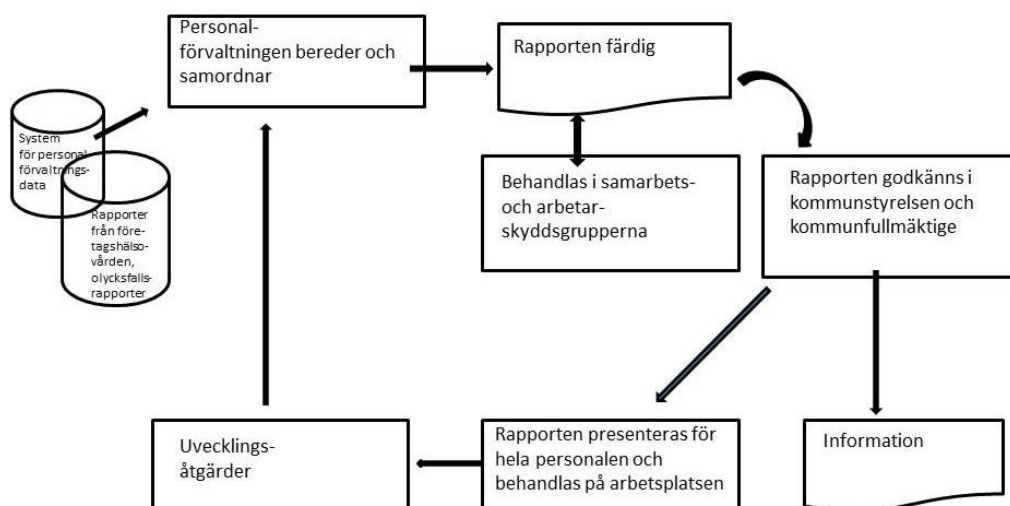 Personal-
förvaltningen bereder och
samordnar
Rapporten färdig
System
för personal-
förvaltnings-
data
Rapporter
från före-
tagshälso-
vården,
olycksfalls-
rapporter
Behandlas i samarbets-
och arbetar-
skyddsgrupperna
Rapporten godkänns i
kommunstyrelsen och
kommunfullmäktige
Uvecklings-
åtgärder
Rapporten presenteras för
hela personalen och
behandlas på arbetsplatsen
Information